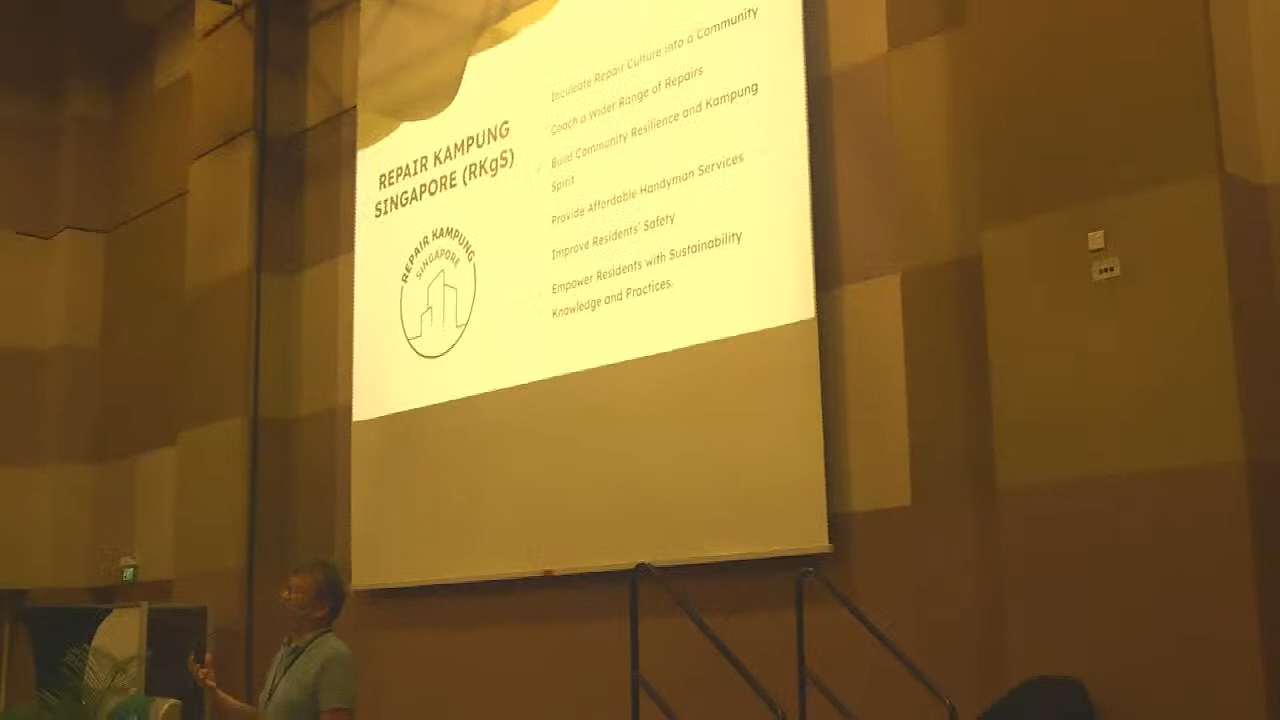 REPAIR KAMPUNG
SINGAPORE (RKgS)
REPAIR KAMPUNG
SINGAPORE
Inculcate Repair Culture into a Community
Coach a Wider Range of Repairs
Build Community Resilience and Kampung
Spirit
Provide Affordable Handyman Services
Improve Residents' Safety
Empower Residents with Sustainability
Knowledge and Practices.